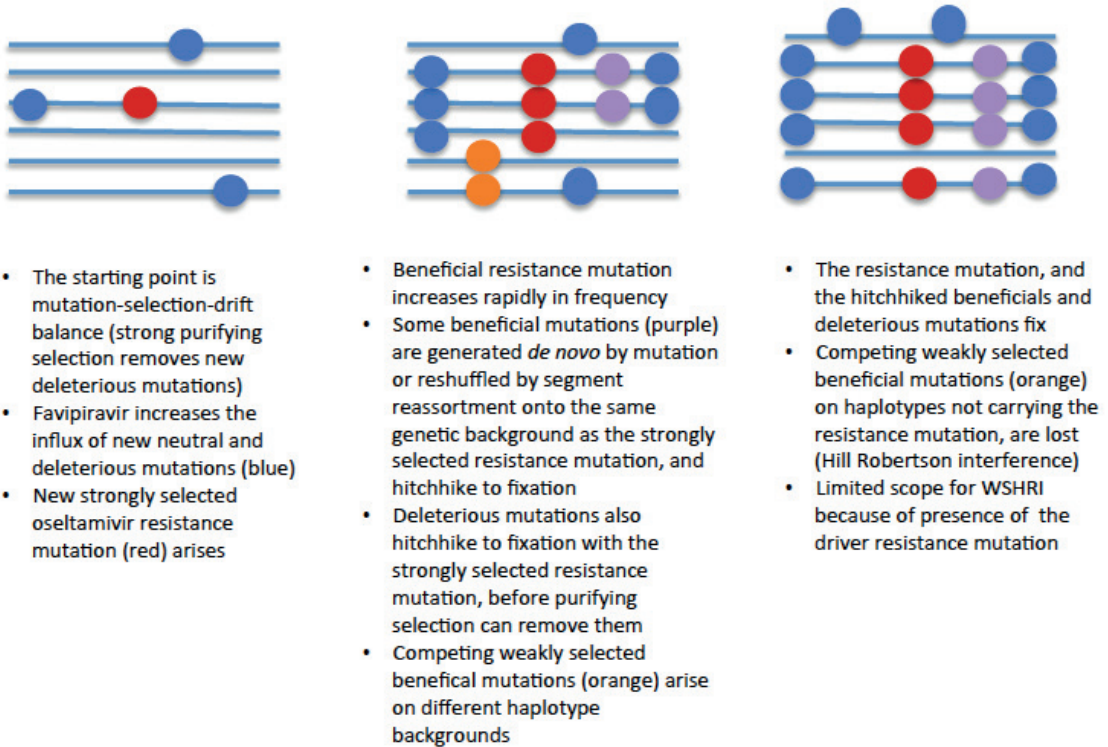 • The starting point is
mutation-selection-drift
balance (strong purifying
selection removes new
deleterious mutations)
• Favipiravir increases the
influx of new neutral and
deleterious mutations (blue)
• New strongly selected
oseltamivir resistance
mutation (red) arises
• Beneficial resistance mutation
increases rapidly in frequency
• Some beneficial mutations (purple)
are generated de novo by mutation
or reshuffled by segment
reassortment onto the same
genetic background as the strongly
selected resistance mutation, and
hitchhike to fixation
• Deleterious mutations also
hitchhike to fixation with the
strongly selected resistance
mutation, before purifying
selection can remove them
• Competing weakly selected
benefical mutations (orange) arise
on different haplotype
backgrounds
• The resistance mutation, and
the hitchhiked beneficials and
deleterious mutations fix
• Competing weakly selected
beneficial mutations (orange)
on haplotypes not carrying the
resistance mutation, are lost
(Hill Robertson interference)
• Limited scope for WSHRI
because of presence of the
driver resistance mutation